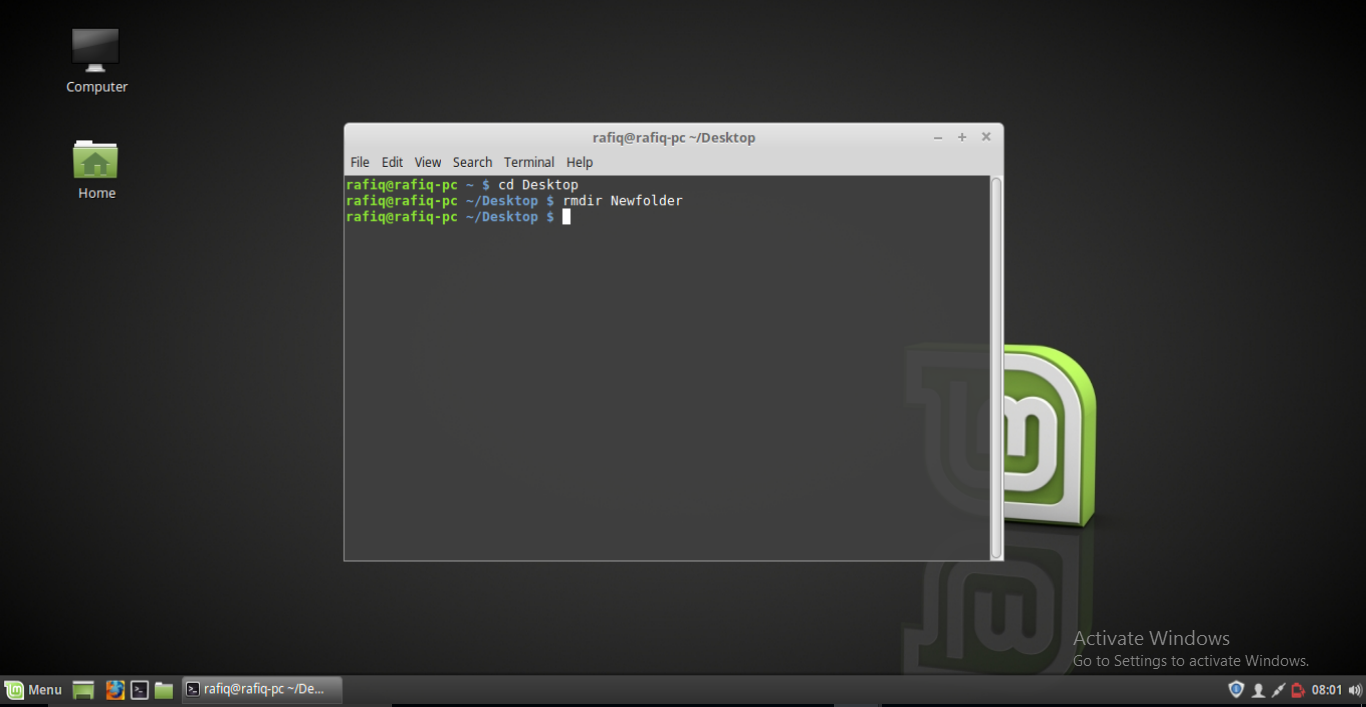 Computer
Home
rafiq@rafiq-pc ~/Desktop
File Edit View Search Terminal Help
rafiq@rafiq-pc ~ $ cd Desktop
rafiq@rafiq-pc ~/Desktop $ rmdir Newfolder
rafiq@rafiq-pc ~/Desktop $
Activate Windows
Go to Settings to activate Windows.
Menu
rafiq@rafiq-pc ~/De...
08:01